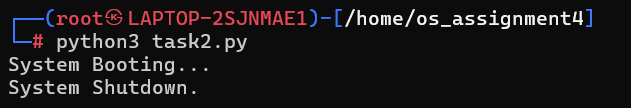 ┌──(root㉿LAPTOP-2SJNMAE1)-[/home/os_assignment4]
└─# python3 task2.py
System Booting...
System Shutdown.